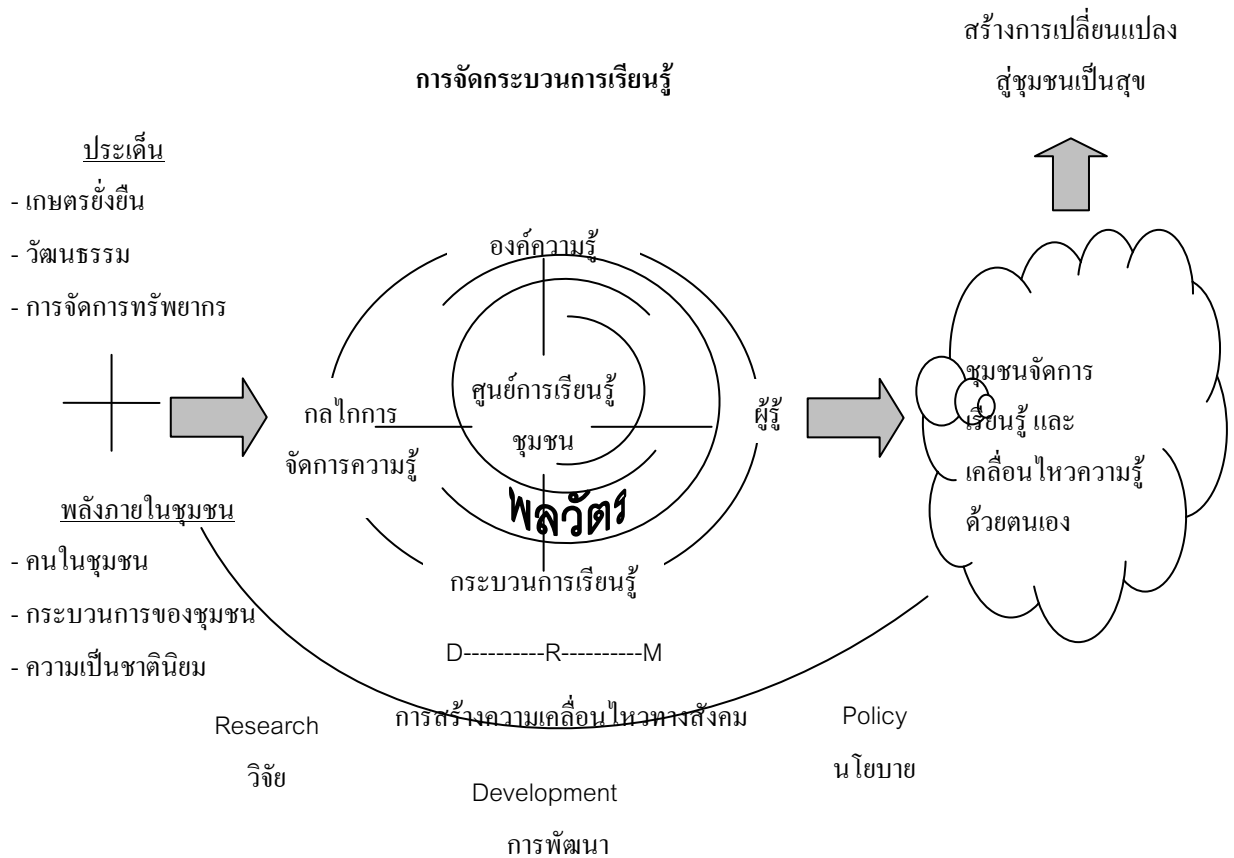 สร้างการเปลี่ยนแปลง
สู่ชุมชนเป็นสุข
การจัดกระบวนการเรียนรู้
ประเด็น
- เกษตรยั่งยืน
- วัฒนธรรม
- การจัดการทรัพยากร
พลังภายในชุมชน
- คนในชุมชน
- กระบวนการของชุมชน
- ความเป็นชาตินิยม
องค์ความรู้
กลไกการ
จัดการความรู้
ศูนย์การเรียนรู้
ชุมชน
ผู้รู้
พลวัตร
กระบวนการเรียนรู้
D----------R----------M
การสร้างความเคลื่อนไหวทางสังคม
ชุมชนจัดการ
เรียนรู้ และ
เคลื่อนไหวความรู้
ด้วยตนเอง
Research
วิจัย
Development
การพัฒนา
Policy
นโยบาย